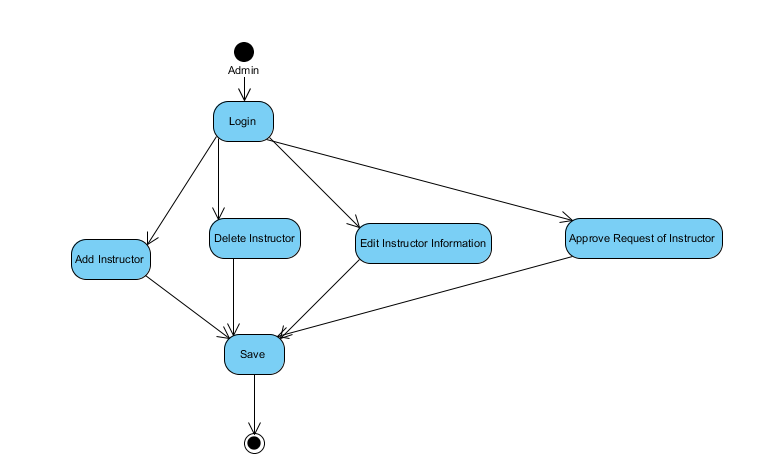 Admin
Login
Delete Instructor
Edit Instructor Information
Approve Request of Instructor
Add Instructor
Save